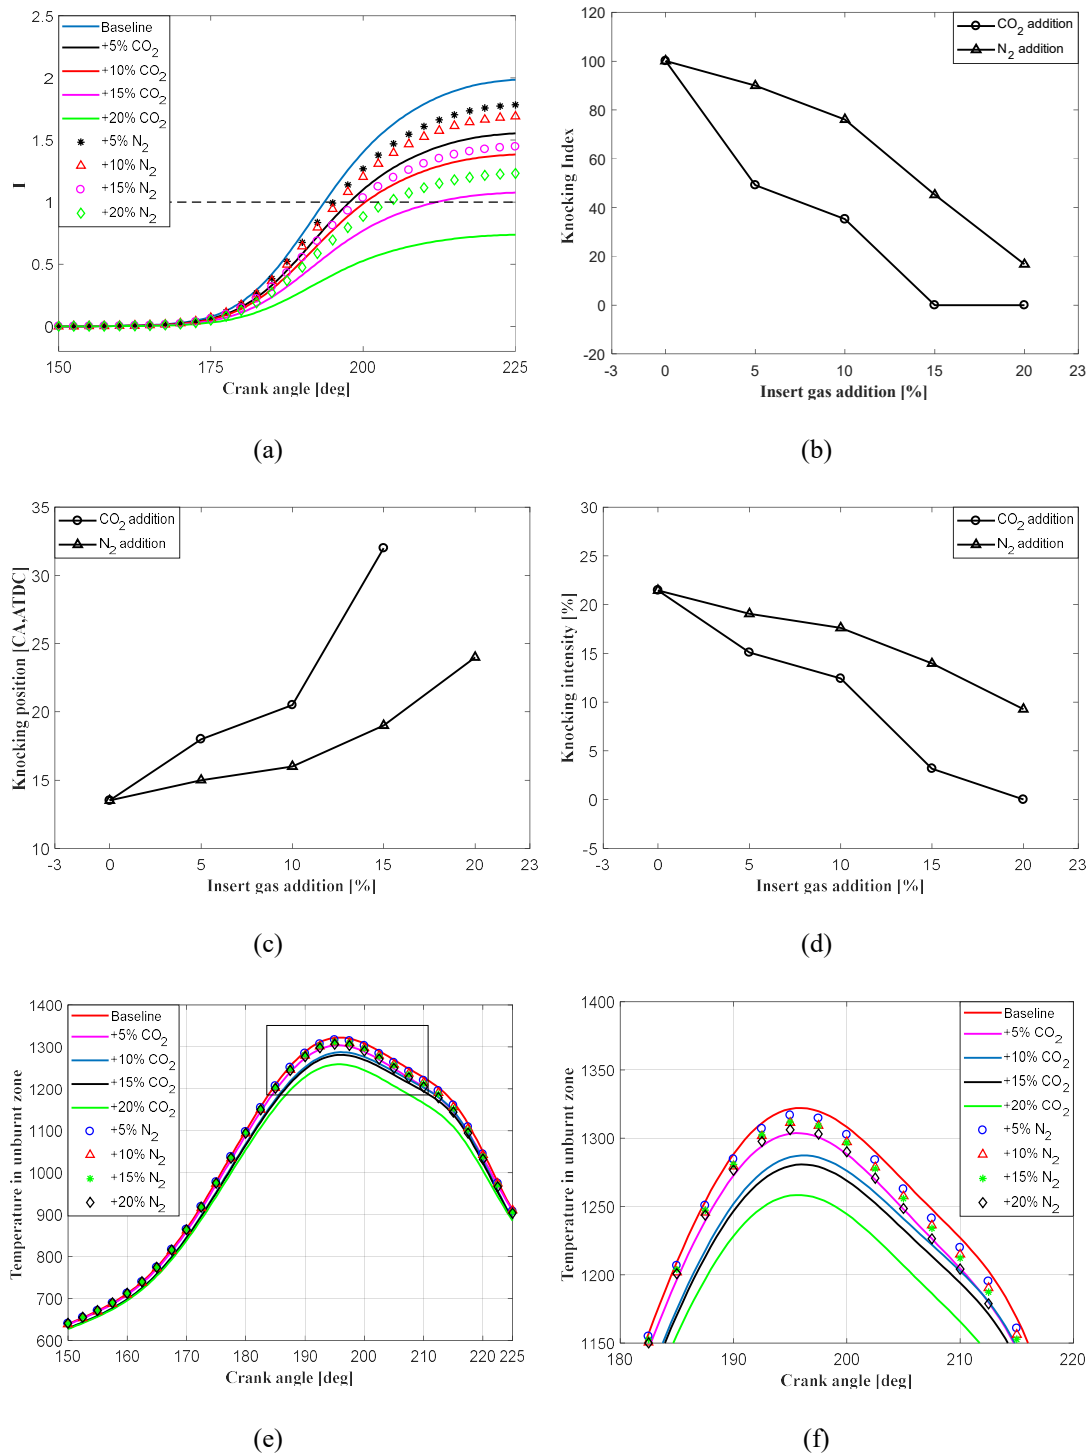 2.5
2
1.5
1
0.5
0
150
175
200
225
I
Crank angle [deg]
Baseline
+5% CO2
+10% CO2
+15% CO2
+20% CO2
+5% N2
+10% N2
+15% N2
+20% N2
(a)
120
100
80
60
40
20
0
-20
-3
0
5
10
15
20
23
Knocking Index
Insert gas addition [%]
CO2 addition
N2 addition
(b)
35
30
25
20
15
10
-3
0
5
10
15
20
23
Knocking position [CA,ATDC]
Insert gas addition [%]
CO2 addition
N2 addition
(c)
30
25
20
15
10
5
0
-5
-3
0
5
10
15
20
23
Knocking intensity [%]
Insert gas addition [%]
CO2 addition
N2 addition
(d)
1400
1300
1200
1100
1000
900
800
700
600
150
160
170
180
190
200
210
220
225
Temperature in unburnt zone
Crank angle [deg]
Baseline
+5% CO2
+10% CO2
+15% CO2
+20% CO2
+5% N2
+10% N2
+15% N2
+20% N2
(e)
1400
1350
1300
1250
1200
1150
180
190
200
210
220
Temperature in unburnt zone
Crank angle [deg]
Baseline
+5% CO2
+10% CO2
+15% CO2
+20% CO2
+5% N2
+10% N2
+15% N2
+20% N2
(f)